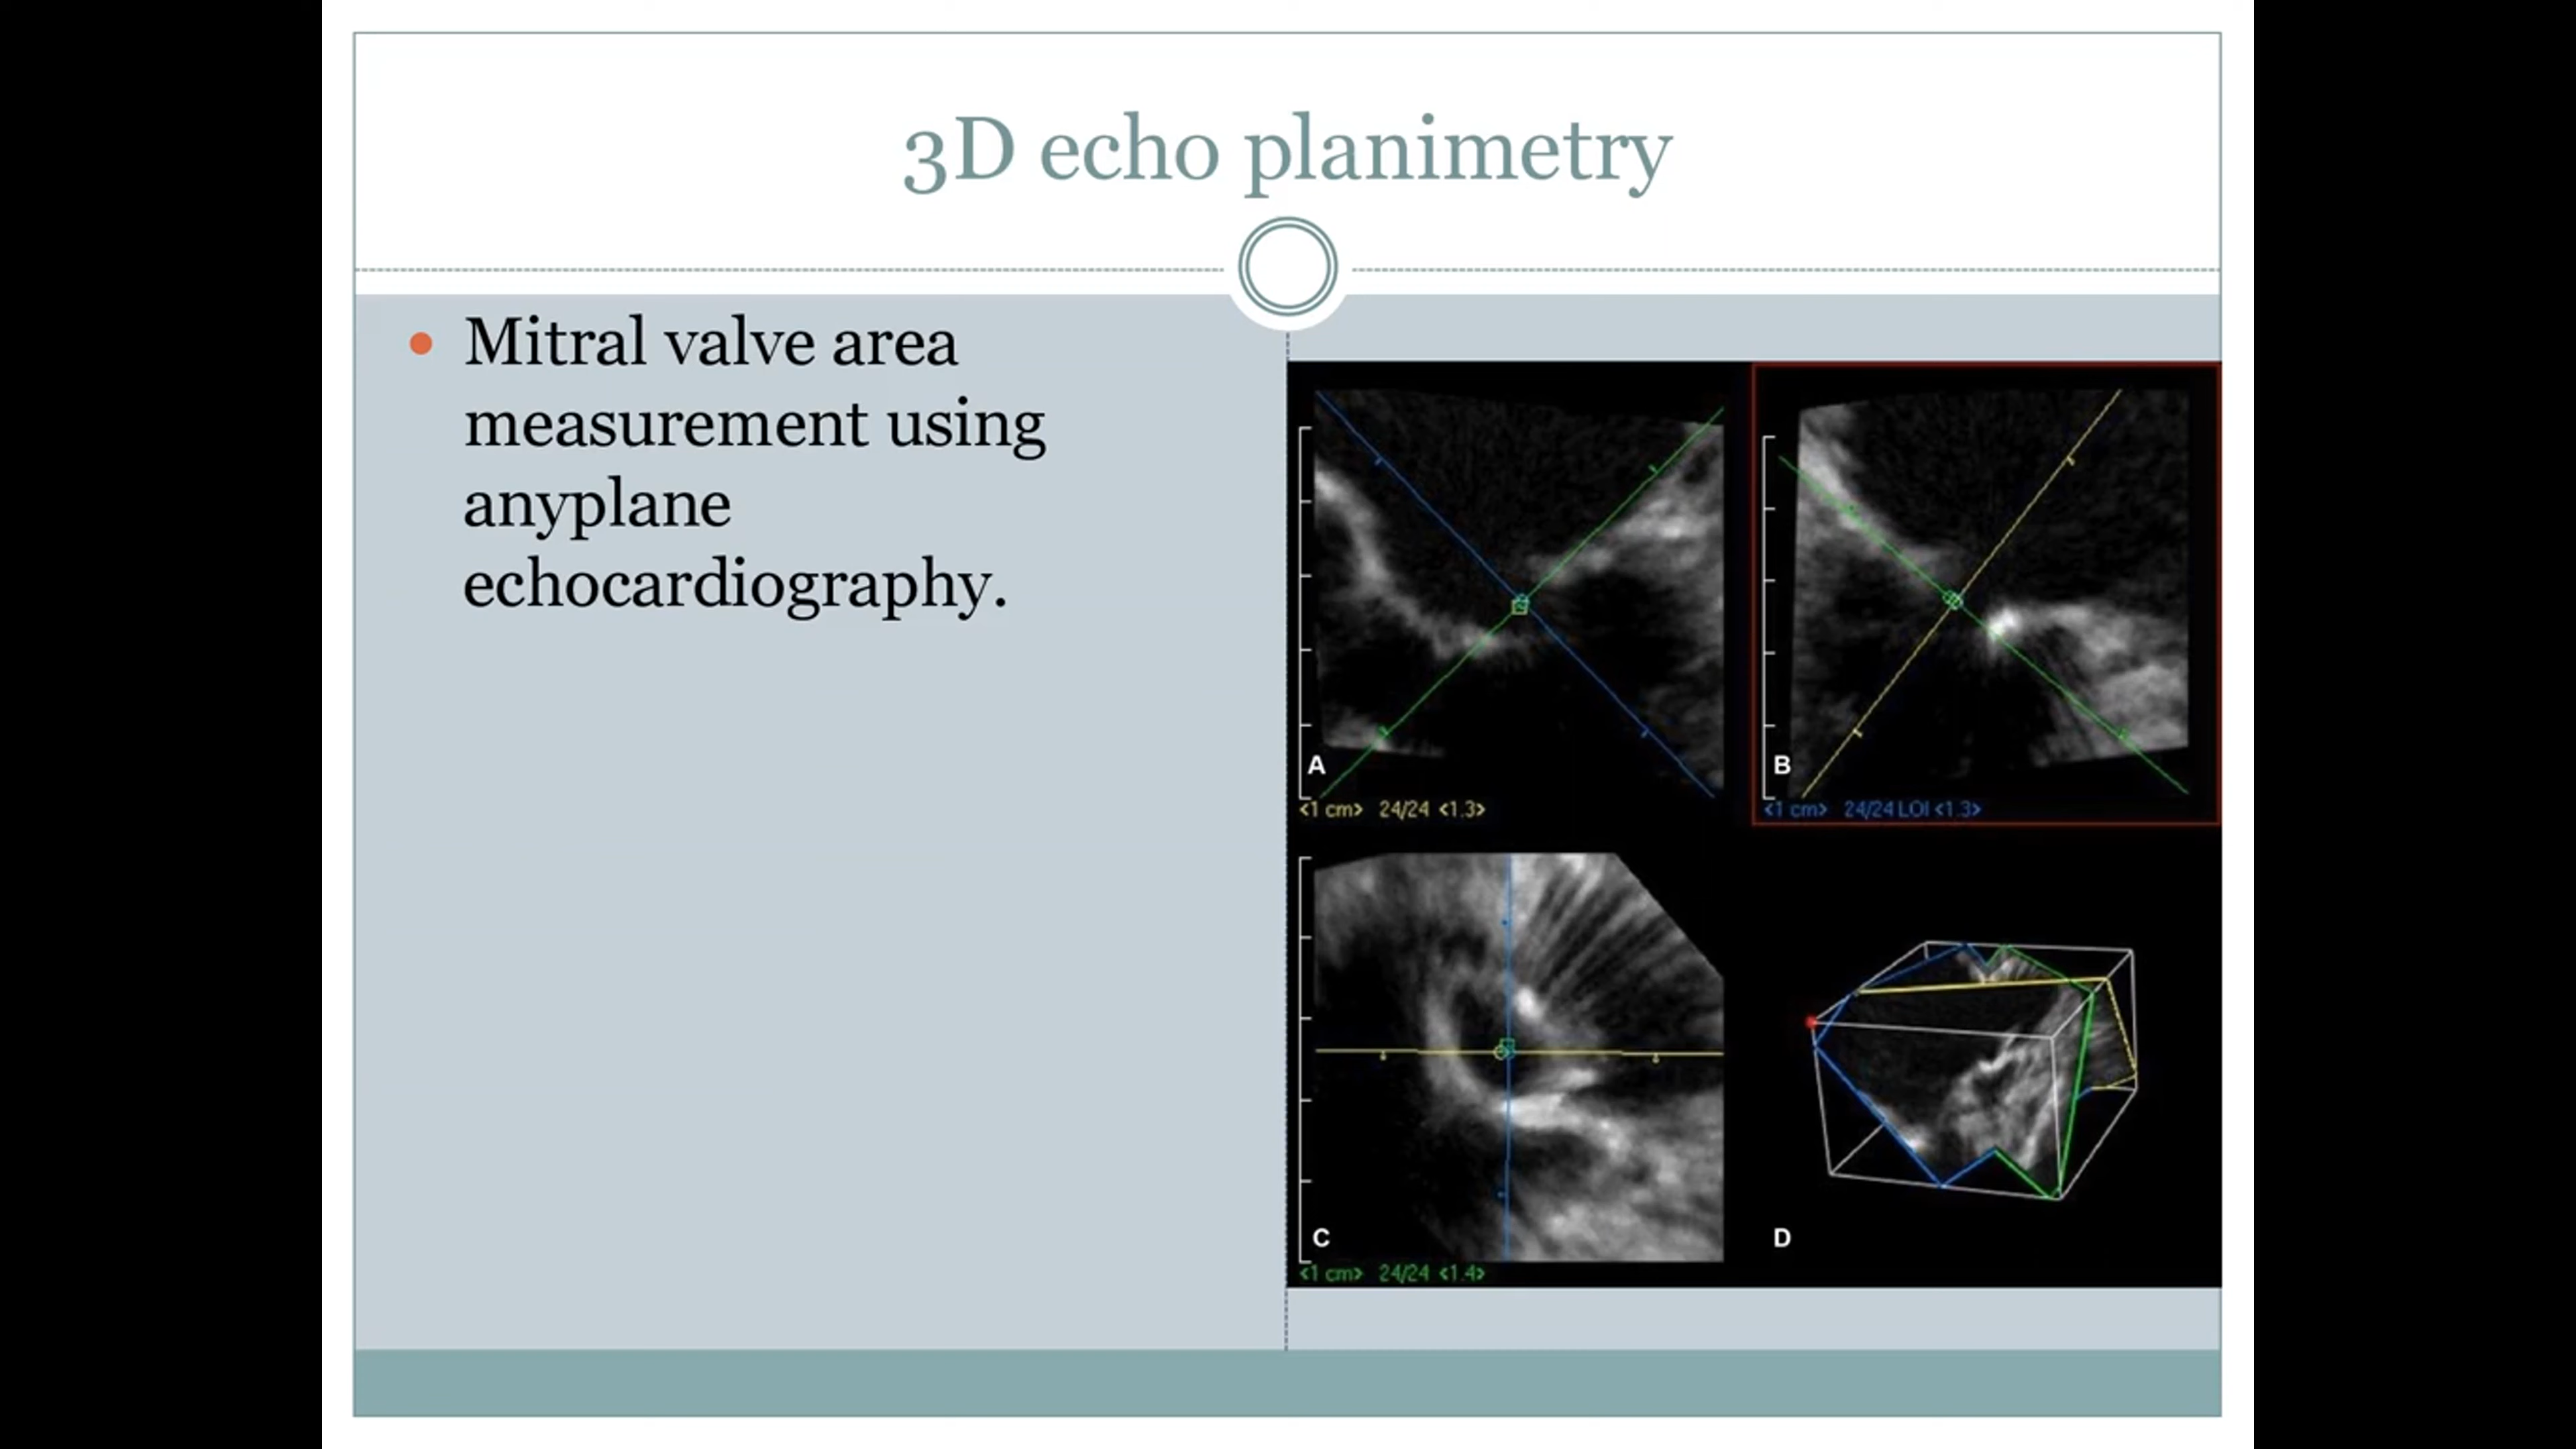 3D echo planimetry
Mitral valve area
measurement using
anyplane
echocardiography.
A
<1 cm> 24/24 <1.3>
B
<1 cm> 24/24 LOI <1.3>
C
<1 cm> 24/24 <1.4>
D